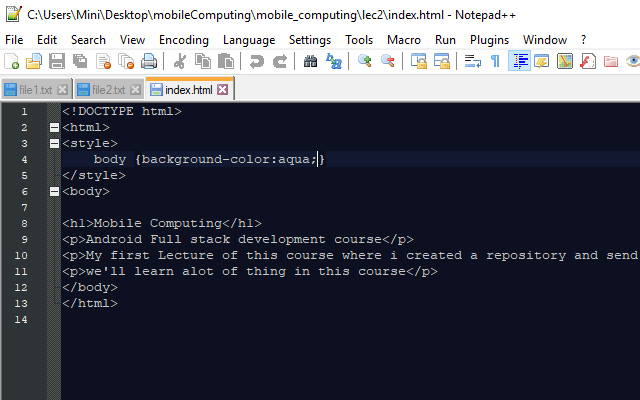 C:\Users\Mini\Desktop\mobileComputing\mobile_computing\lec2\index.html - Notepad++
File Edit Search View Encoding Language Settings Tools Macro Run Plugins Window ?
file1.txt file2.txt index.html
1 <!DOCTYPE html>
2 <html>
3 <style>
4 body {background-color:aqua;}
5 </style>
6 <body>
7
8 <h1>Mobile Computing</h1>
9 <p>Android Full stack development course</p>
10 <p>My first Lecture of this course where i created a repository and send
11 <p>we'll learn alot of thing in this course</p>
12 </body>
13 </html>
14